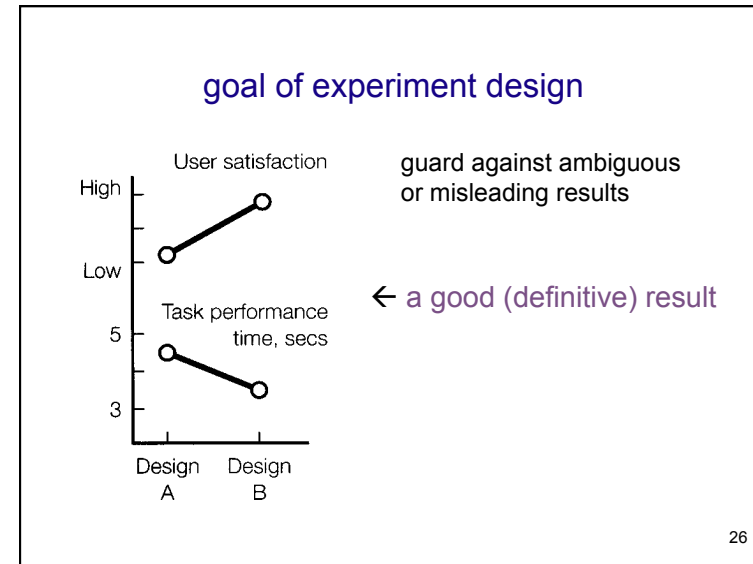 goal of experiment design
User satisfaction
High
Low
Task performance
time, secs
5
3
Design
A
Design
B
guard against ambiguous
or misleading results
← a good (definitive) result
26